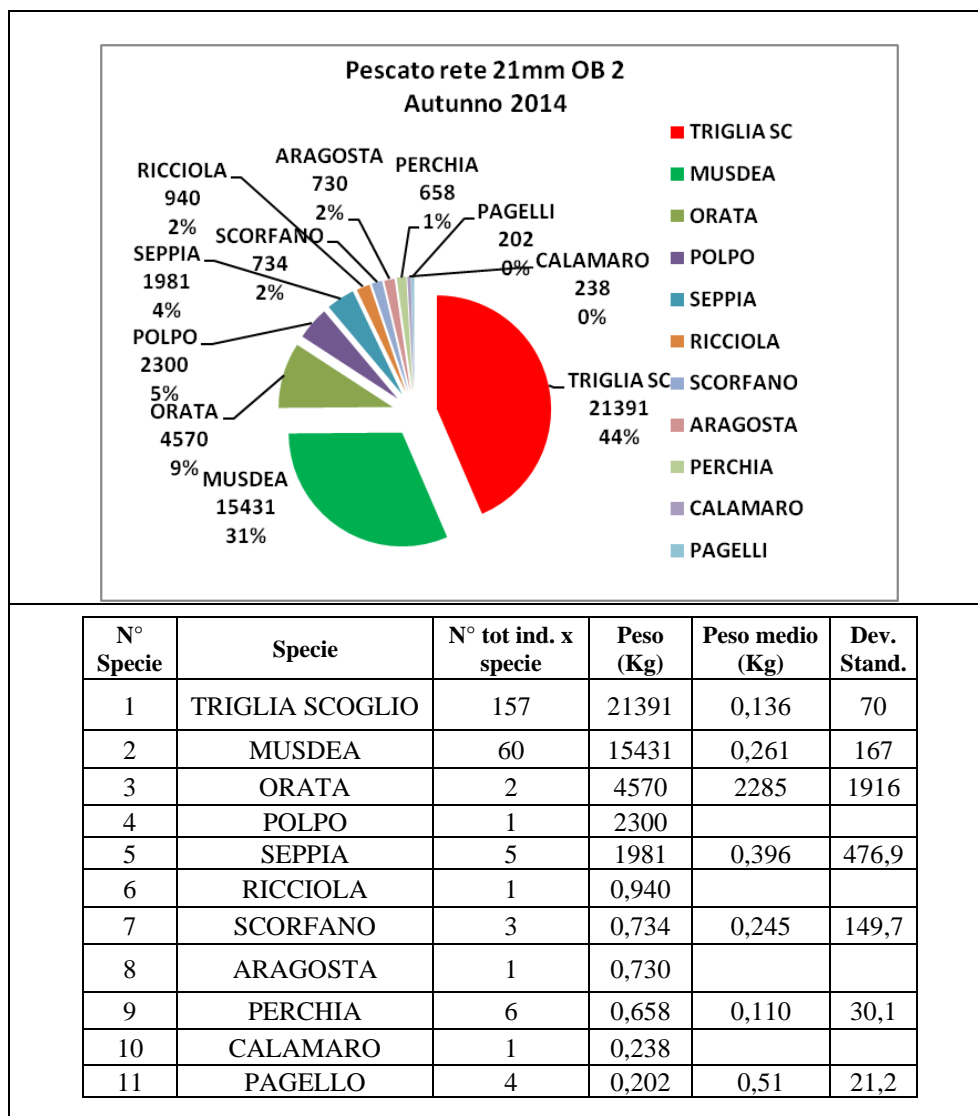 Pescato rete 21mm OB 2
Autunno 2014
RICCIOLA
940
2%
ARAGOSTA
730
2%
PERCHIA
658
1%
PAGELLI
202
0%
SCORFANO
734
2%
CALAMARO
238
0%
SEPPIA
1981
4%
POLPO
2300
5%
ORATA
4570
9%
MUSDEA
15431
31%
TRIGLIA SC
21391
44%
TRIGLIA SC
MUSDEA
ORATA
POLPO
SEPPIA
RICCIOLA
SCORFANO
ARAGOSTA
PERCHIA
CALAMARO
PAGELLI
N° Specie Specie N° tot ind. x specie Peso (Kg) Peso medio (Kg) Dev. Stand.
1 TRIGLIA SCOGLIO 157 21391 0,136 70
2 MUSDEA 60 15431 0,261 167
3 ORATA 2 4570 2285 1916
4 POLPO 1 2300
5 SEPPIA 5 1981 0,396 476,9
6 RICCIOLA 1 0,940
7 SCORFANO 3 0,734 0,245 149,7
8 ARAGOSTA 1 0,730
9 PERCHIA 6 0,658 0,110 30,1
10 CALAMARO 1 0,238
11 PAGELLO 4 0,202 0,51 21,2